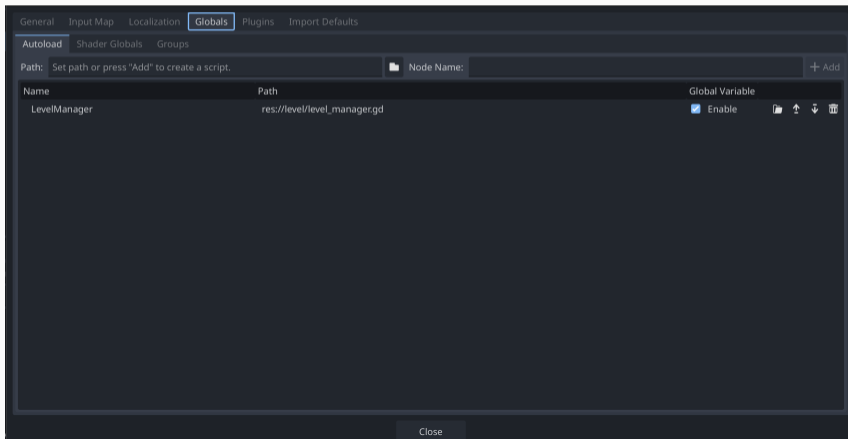 General Input Map Localization Globals Plugins Import Defaults
Autoload Shader Globals Groups
Path: Set path or press "Add" to create a script. Node Name: + Add
Name Path Global Variable
LevelManager res://level/level_manager.gd Enable
Close